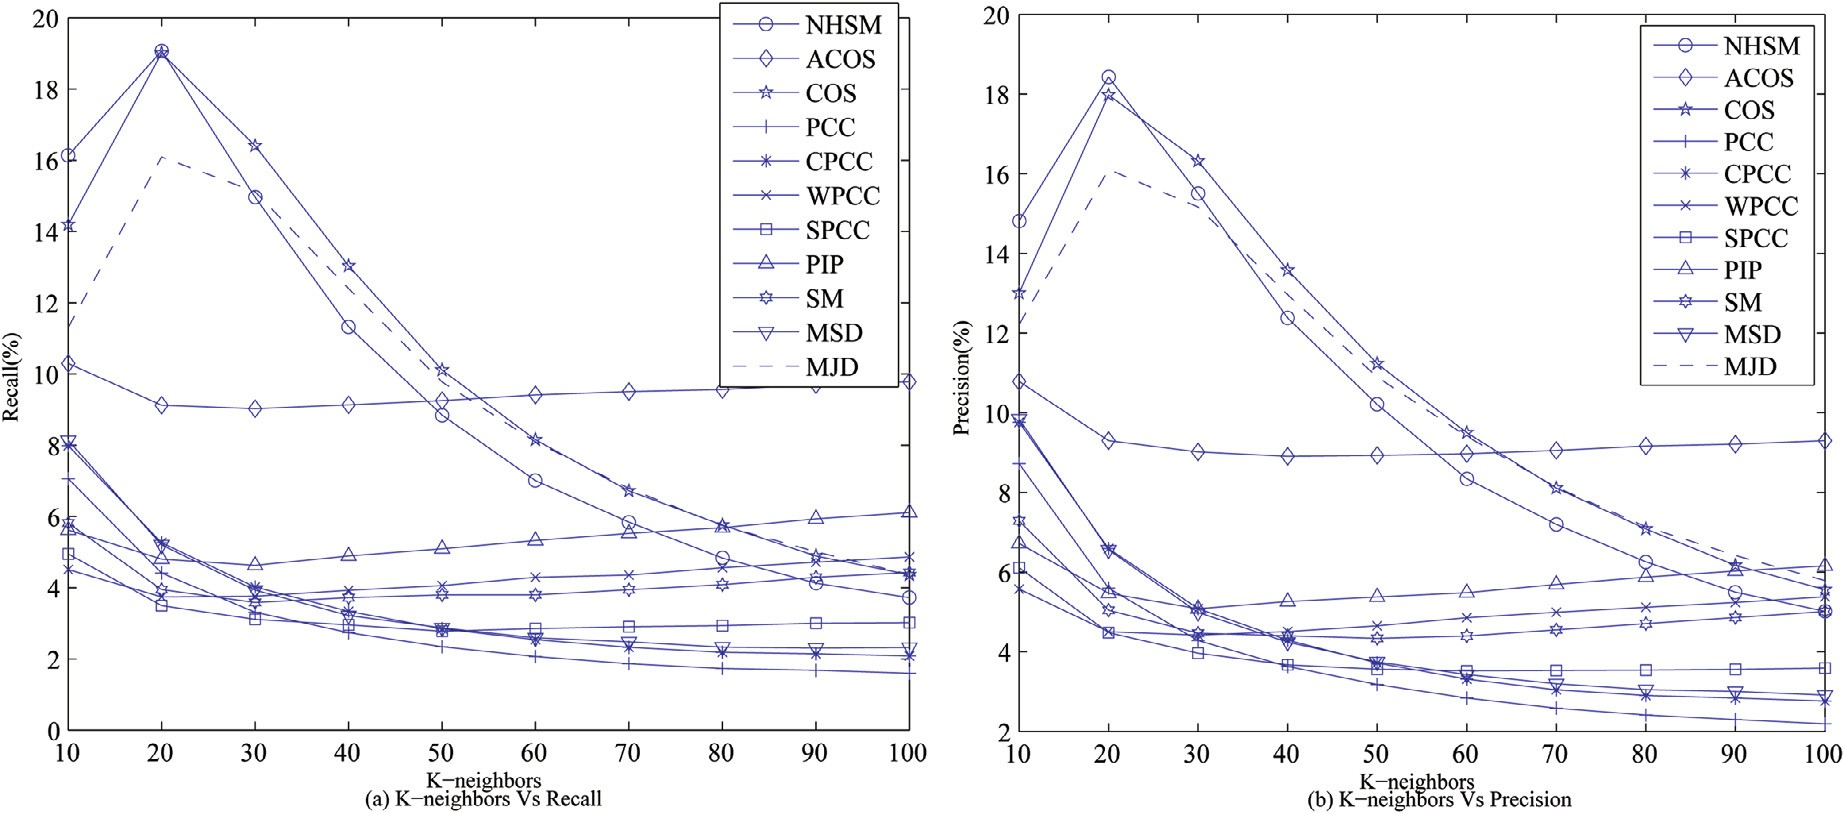 20
18
16
14
12
10
8
6
4
2
0
Recall(%)
NHSM
ACOS
COS
PCC
CPCC
WPCC
SPCC
PIP
SM
MSD
MJD
10 20 30 40 50 60 70 80 90 100
K−neighbors
(a) K−neighbors Vs Recall
20
18
16
14
12
10
8
6
4
2
Precision(%)
NHSM
ACOS
COS
PCC
CPCC
WPCC
SPCC
PIP
SM
MSD
MJD
10 20 30 40 50 60 70 80 90 100
K−neighbors
(b) K−neighbors Vs Precision